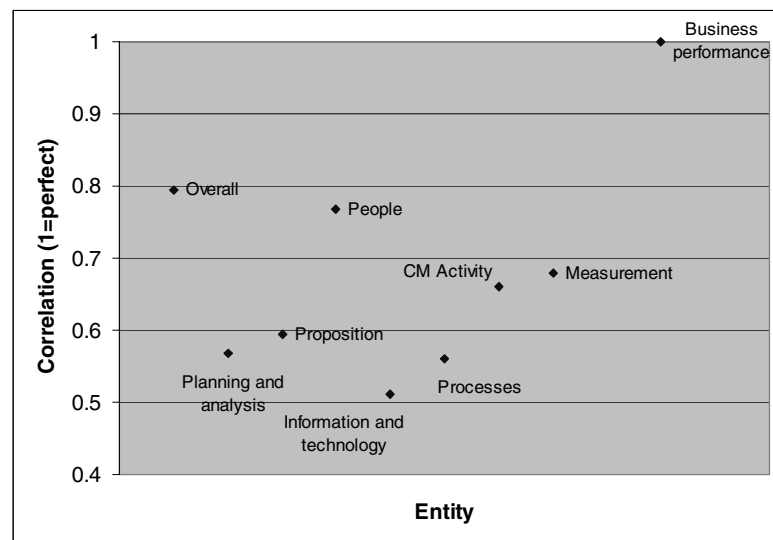 Business
performance
1
0.9
0.8
0.7
0.6
0.5
0.4
Correlation (1=perfect)
Overall
People
CM Activity
Measurement
Proposition
Planning and
analysis
Processes
Information and
technology
Entity